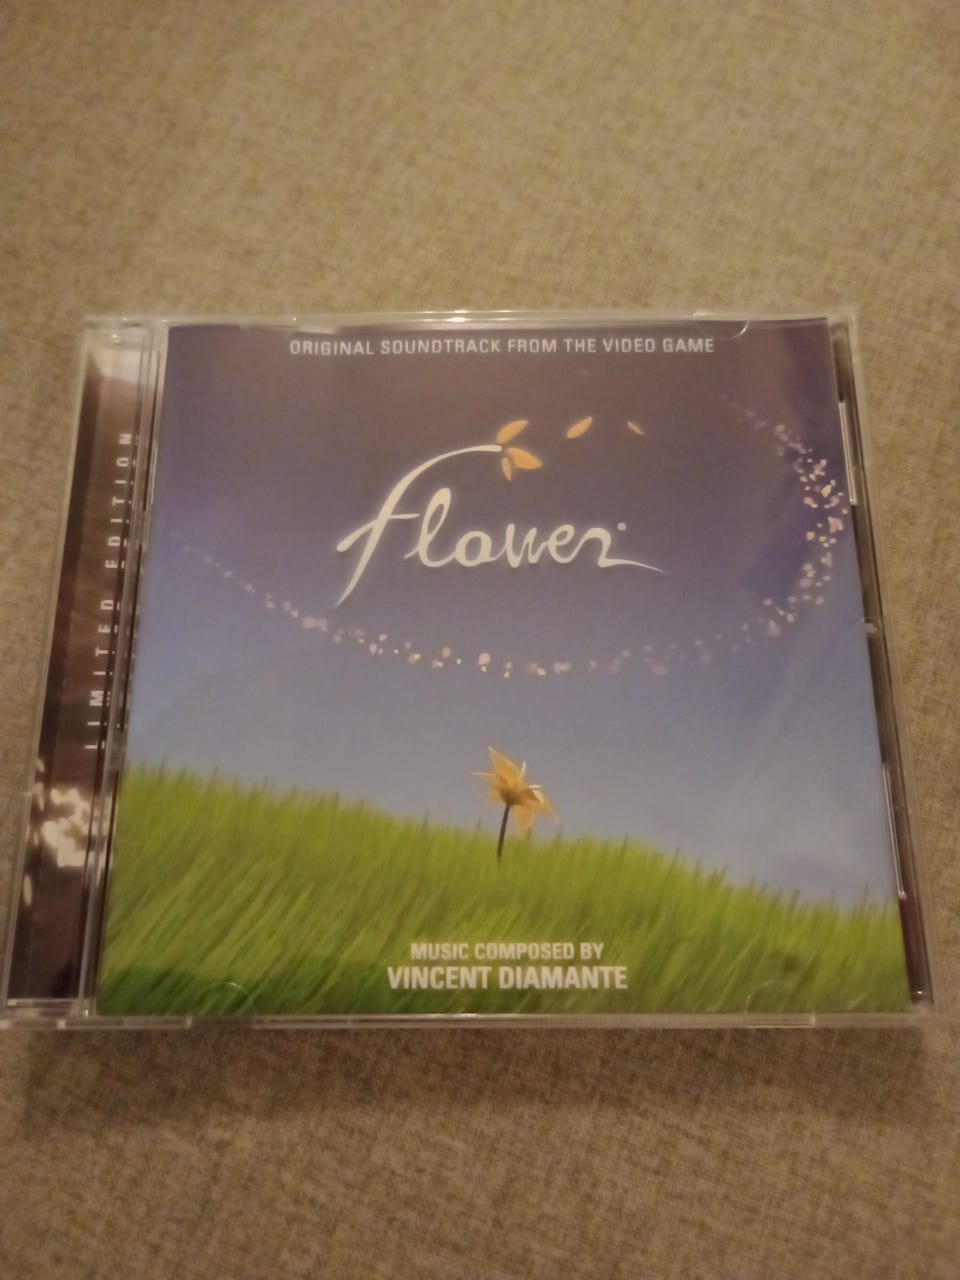 ORIGINAL SOUNDTRACK FROM THE VIDEO GAME
flower
LIMITED EDITION
MUSIC COMPOSED BY
VINCENT DIAMANTE